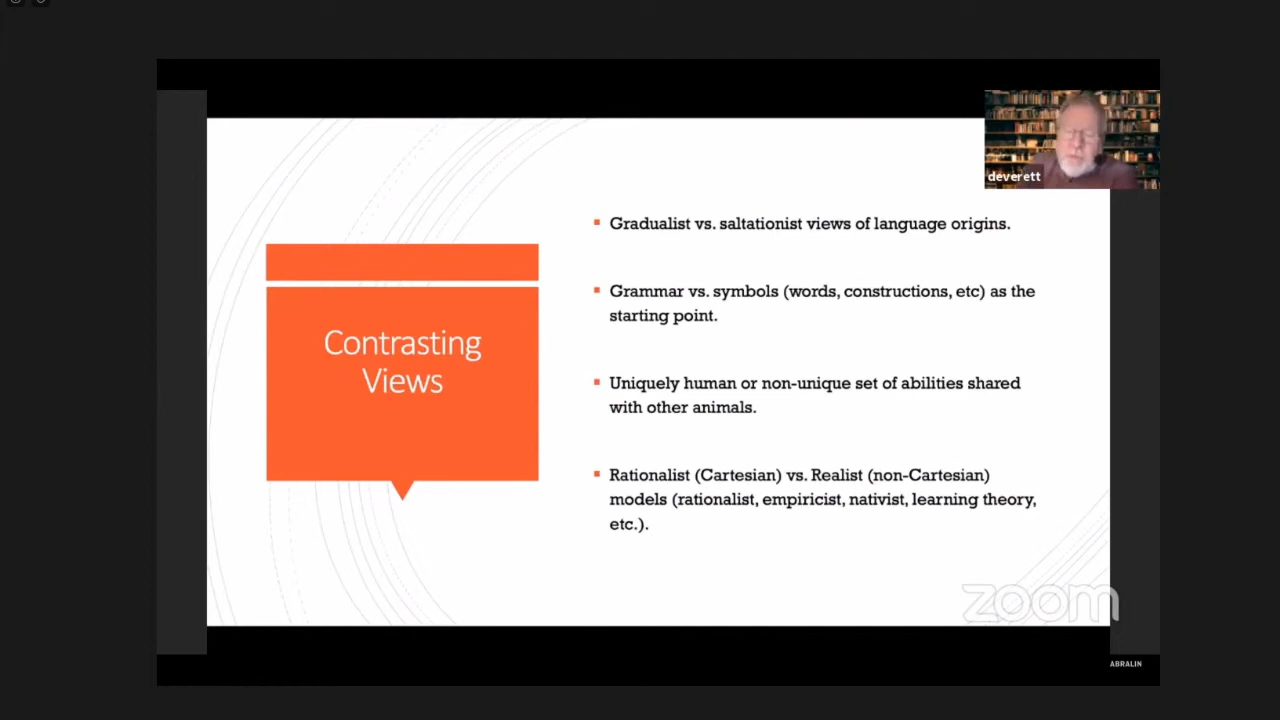 deverett
Contrasting
Views
Gradualist vs. saltationist views of language origins.
Grammar vs. symbols (words, constructions, etc) as the
starting point.
Uniquely human or non-unique set of abilities shared
with other animals.
Rationalist (Cartesian) vs. Realist (non-Cartesian)
models (rationalist, empiricist, nativist, learning theory,
etc.).
zoom
ABRALIN